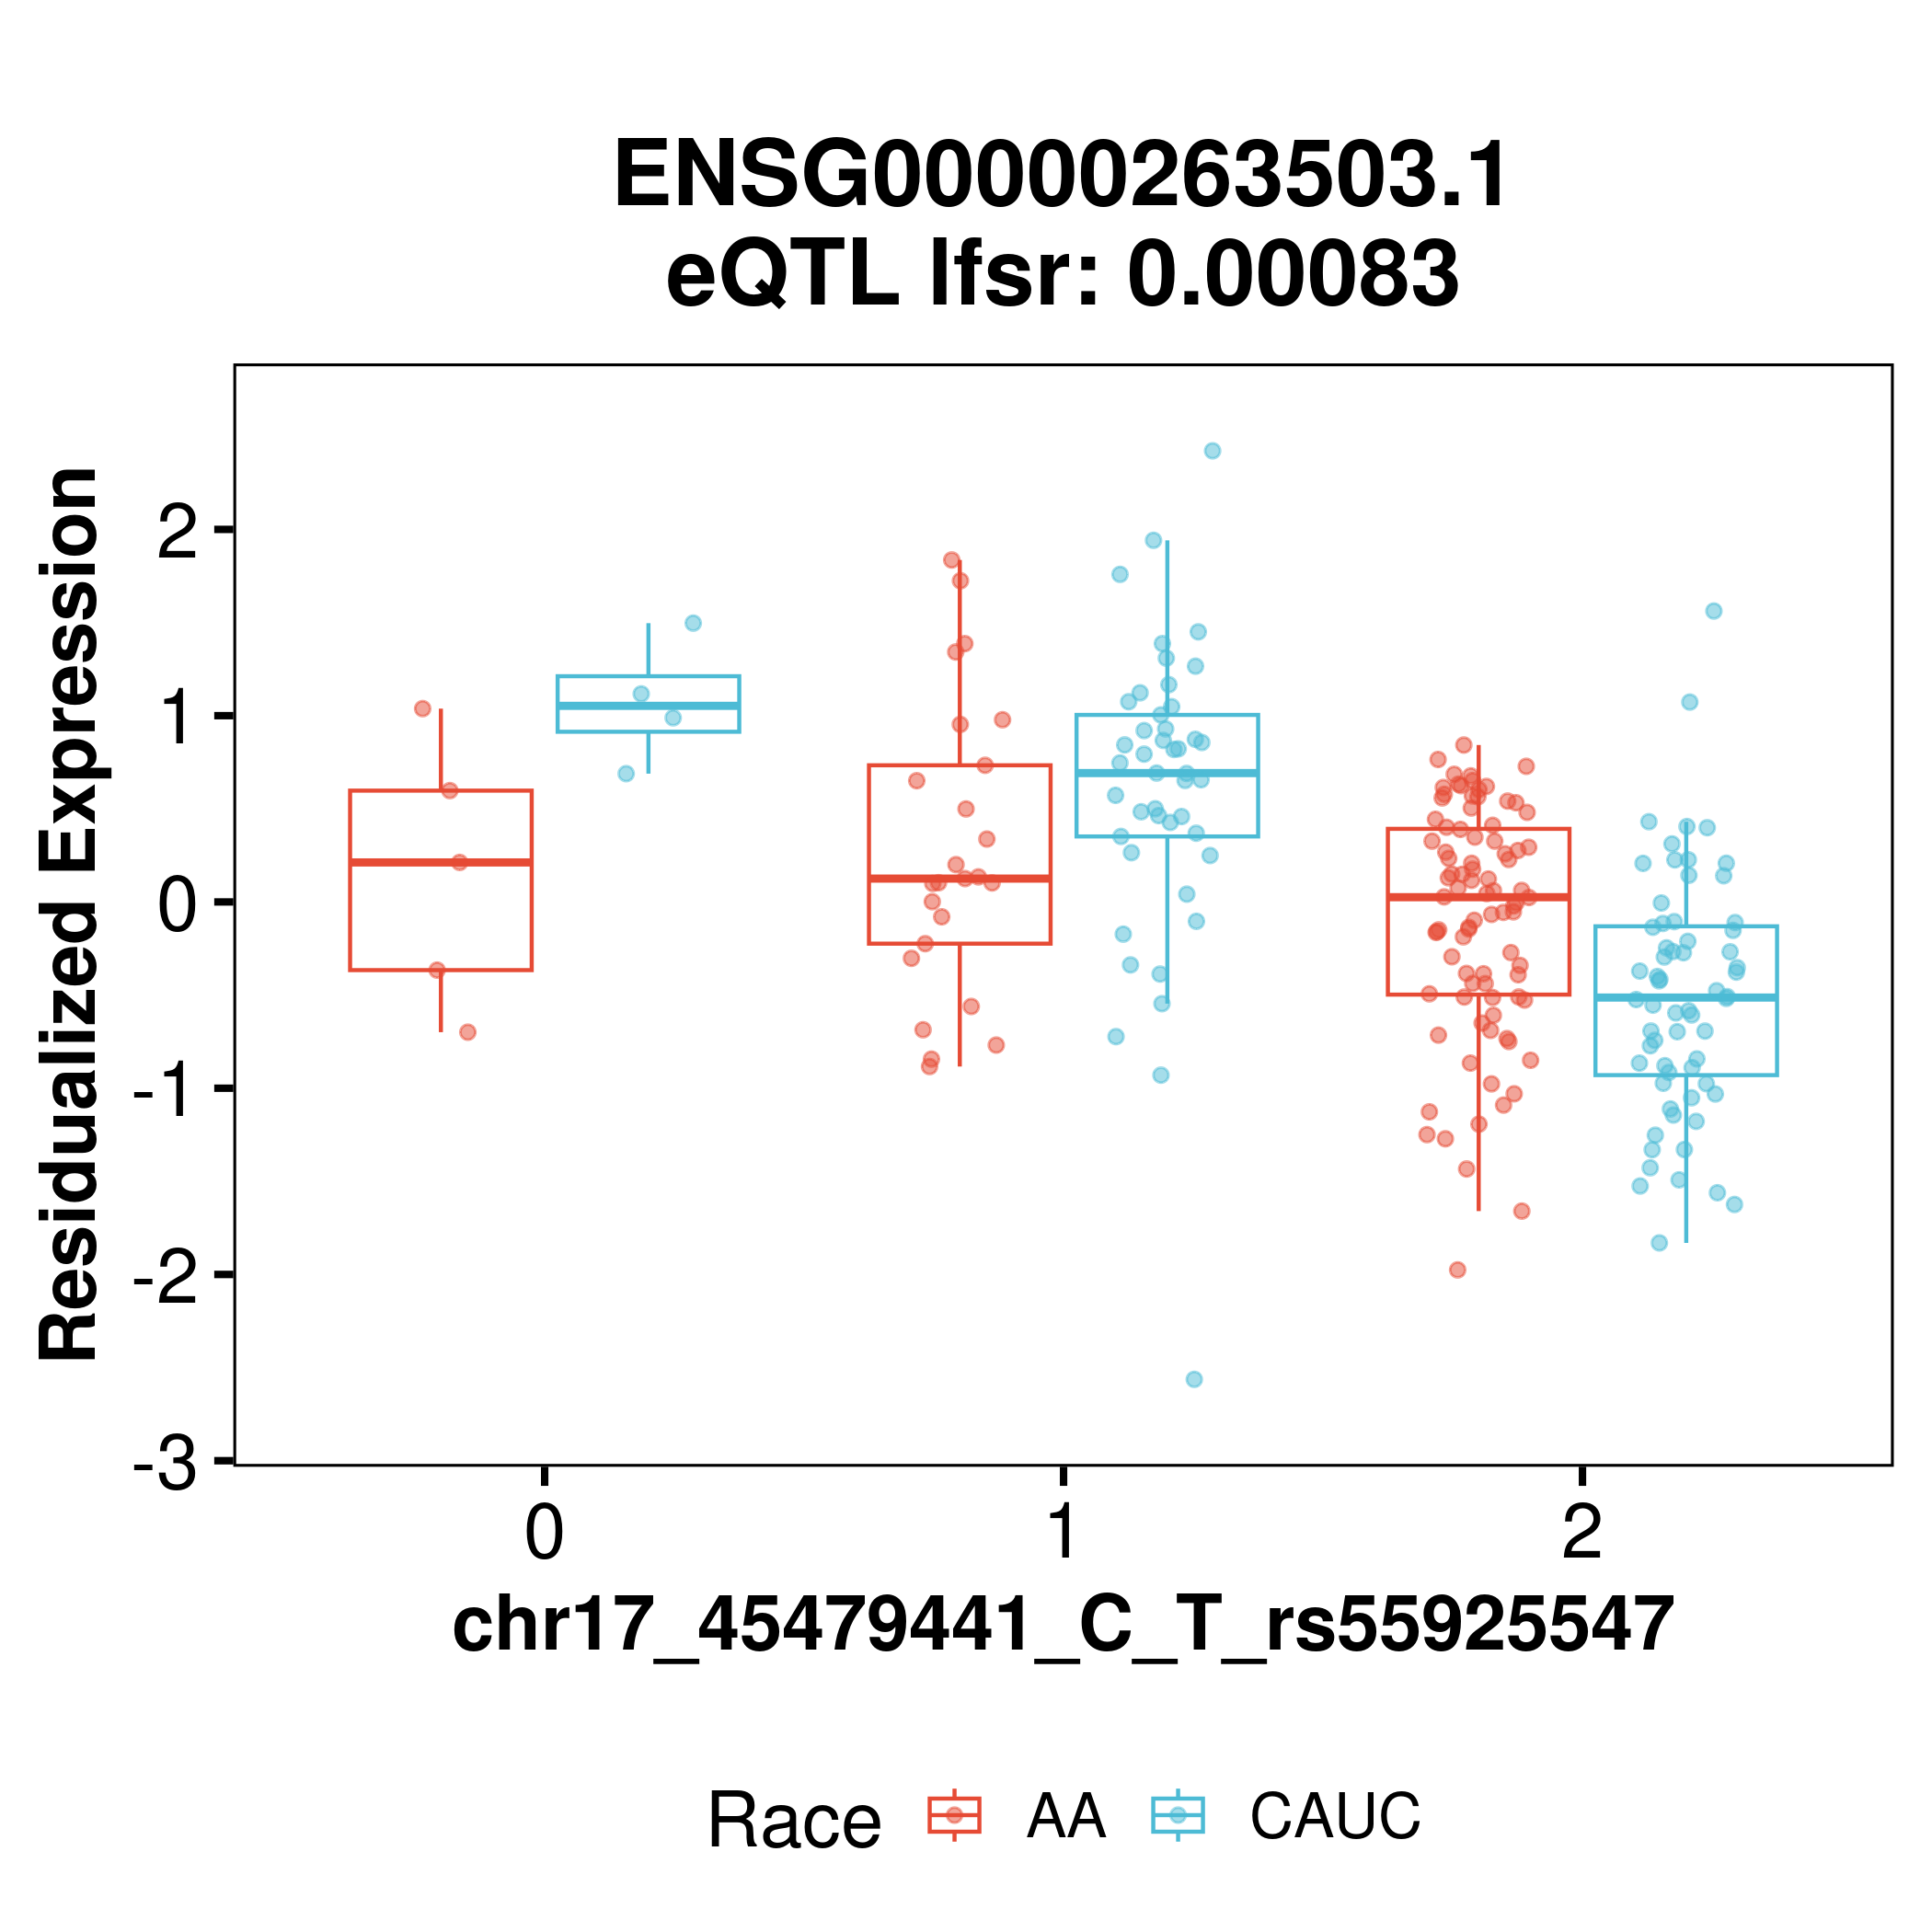 ENSG00000263503.1
eQTL lfsr: 0.00083
Residualized Expression
2
1
0
-1
-2
-3
0 1 2
chr17_45479441_C_T_rs55925547
Race AA CAUC